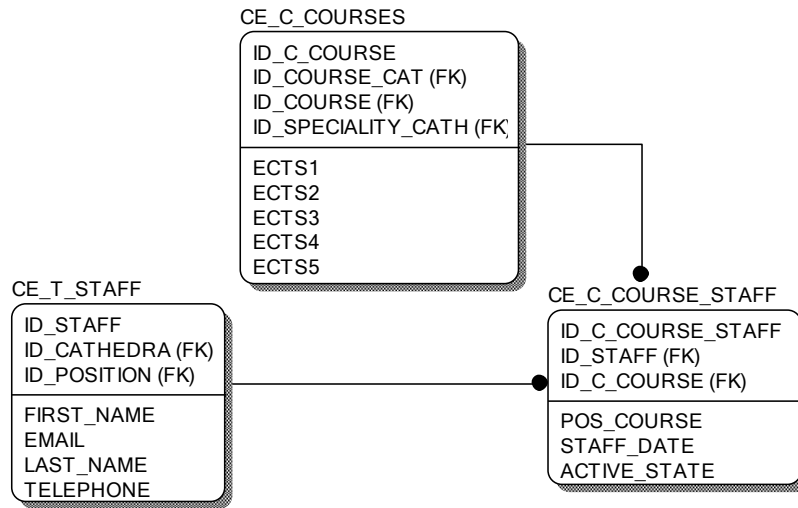 CE_C_COURSES
ID_C_COURSE
ID_COURSE_CAT (FK)
ID_COURSE (FK)
ID_SPECIALITY_CATH (FK
ECTS1
ECTS2
ECTS3
ECTS4
ECTS5
CE_T_STAFF
ID_STAFF
ID_CATHEDRA (FK)
ID_POSITION (FK)
FIRST_NAME
EMAIL
LAST_NAME
TELEPHONE
CE_C_COURSE_STAFF
ID_C_COURSE_STAFF
ID_STAFF (FK)
ID_C_COURSE (FK)
POS_COURSE
STAFF_DATE
ACTIVE_STATE